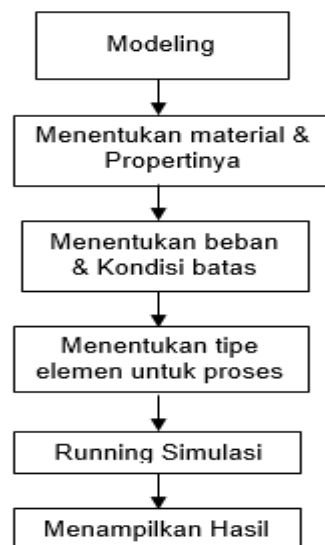 Modeling
Menentukan material &
Propertinya
Menentukan beban
& Kondisi batas
Menentukan tipe
elemen untuk proses
Running Simulasi
Menampilkan Hasil